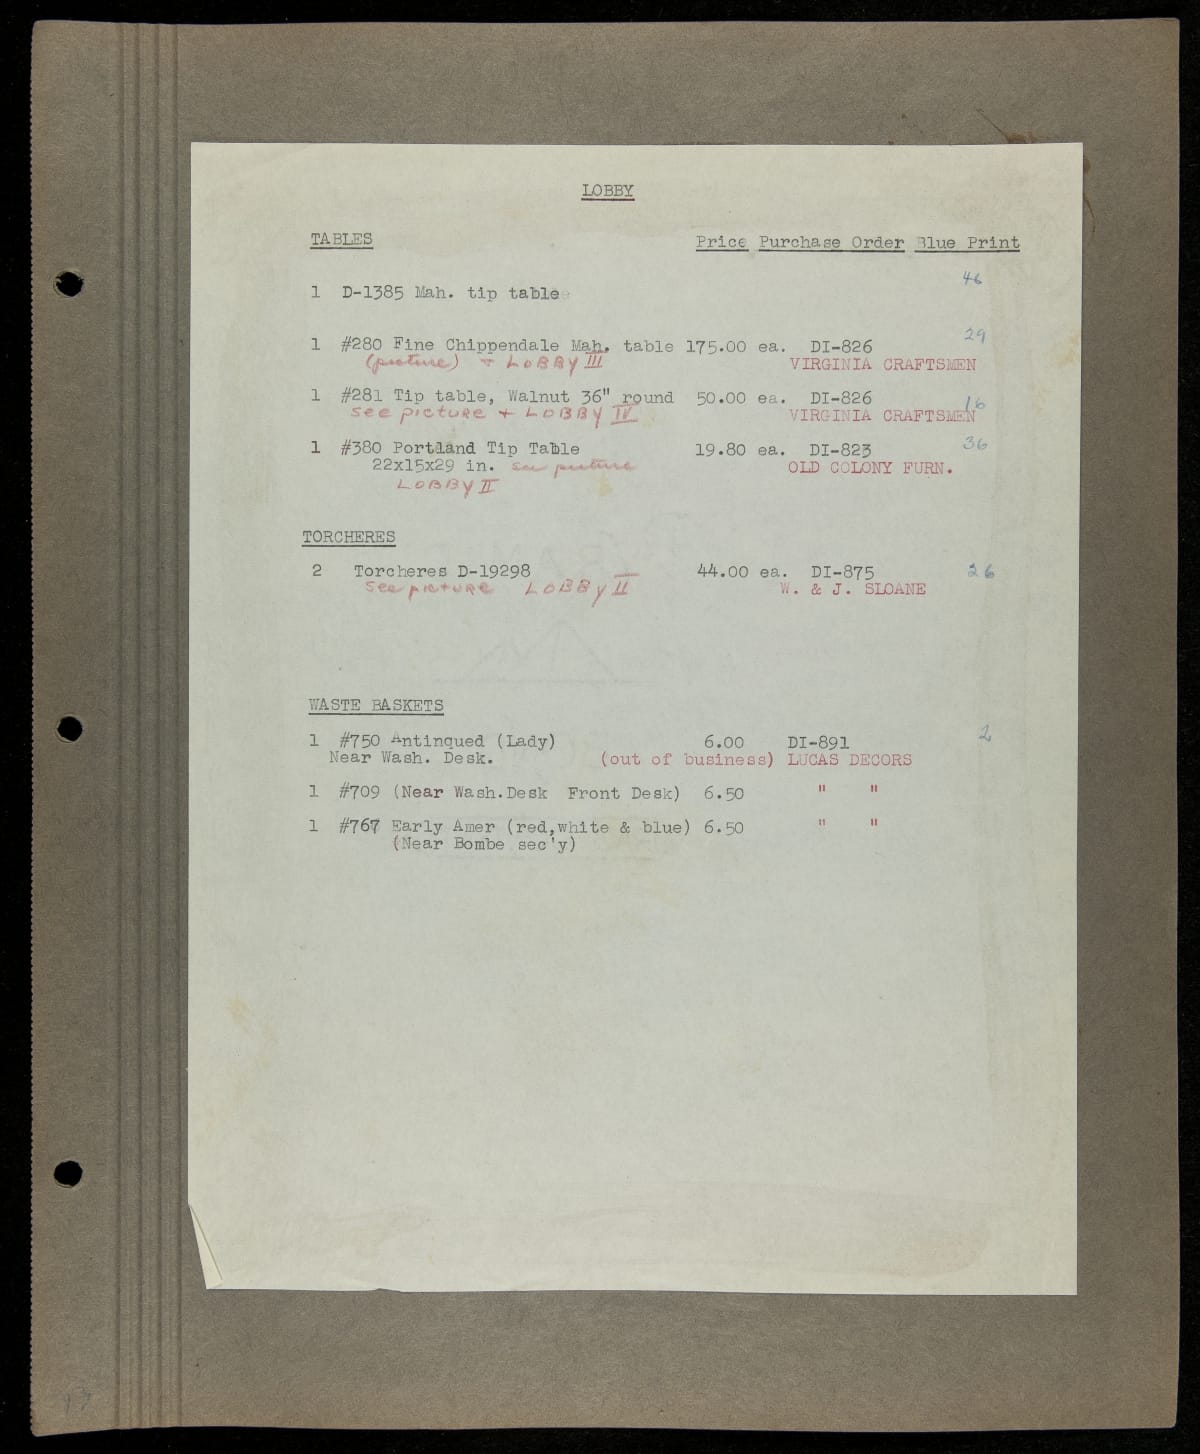 LOBBY
TABLES Price Purchase Order Blue Print
46
1 D-1385 Mah. tip table
29
1 #280 Fine Chippendale Mah. table 175.00 ea. DI-826
(picture) + LOBBY III VIRGINIA CRAFTSMEN
1 #281 Tip table, Walnut 36" round 50.00 ea. DI-826 16
see picture + LOBBY IV VIRGINIA CRAFTSMEN
1 #380 Portland Tip Table 19.80 ea. DI-823 36
22x15x29 in. see picture OLD COLONY FURN.
LOBBY II
TORCHERES
2 Torcheres D-19298 44.00 ea. DI-875 26
see picture LOBBY II W. & J. SLOANE
WASTE BASKETS
1 #750 Antinqued (Lady) 6.00 DI-891 2
Near Wash. Desk. (out of business) LUCAS DECORS
1 #709 (Near Wash.Desk Front Desk) 6.50 " "
1 #767 Early Amer (red,white & blue) 6.50 " "
(Near Bombe sec'y)
13